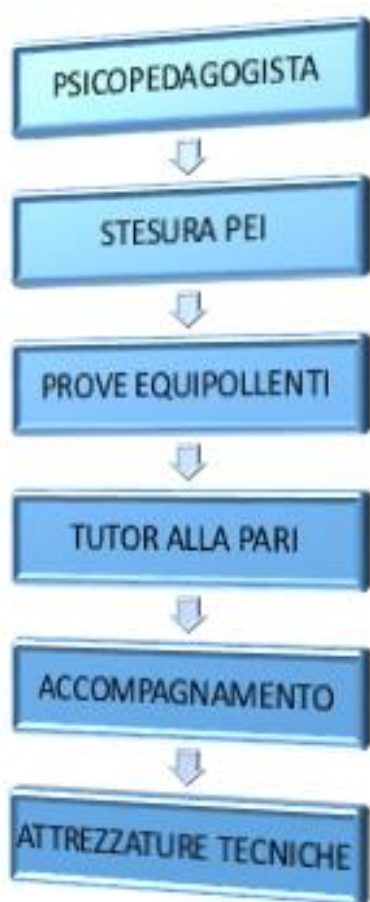 PSICOPEDAGOGISTA
STESURA PEI
PROVE EQUIPOLLENTI
TUTOR ALLA PARI
ACCOMPAGNAMENTO
ATTREZZATURE TECNICHE